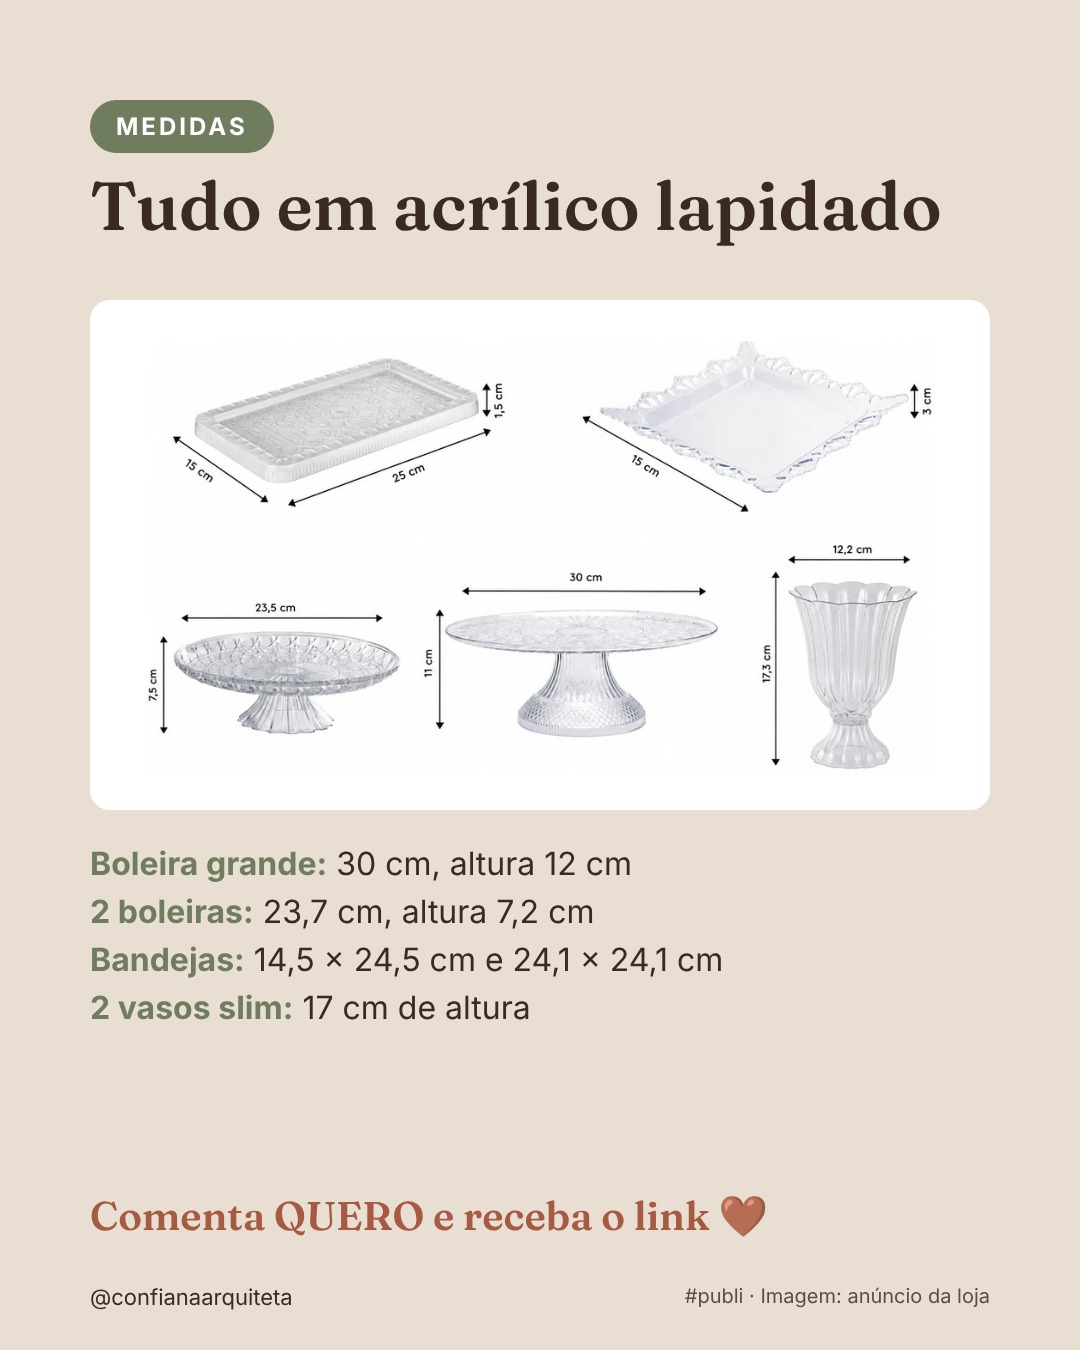 MEDIDAS
Tudo em acrílico lapidado
1,5 cm
15 cm
25 cm
3 cm
15 cm
23,5 cm
7,5 cm
30 cm
11 cm
12,2 cm
17,3 cm
Boleira grande: 30 cm, altura 12 cm
2 boleiras: 23,7 cm, altura 7,2 cm
Bandejas: 14,5 × 24,5 cm e 24,1 × 24,1 cm
2 vasos slim: 17 cm de altura
Comenta QUERO e receba o link 🤎
@confianaarquiteta
#publi · Imagem: anúncio da loja